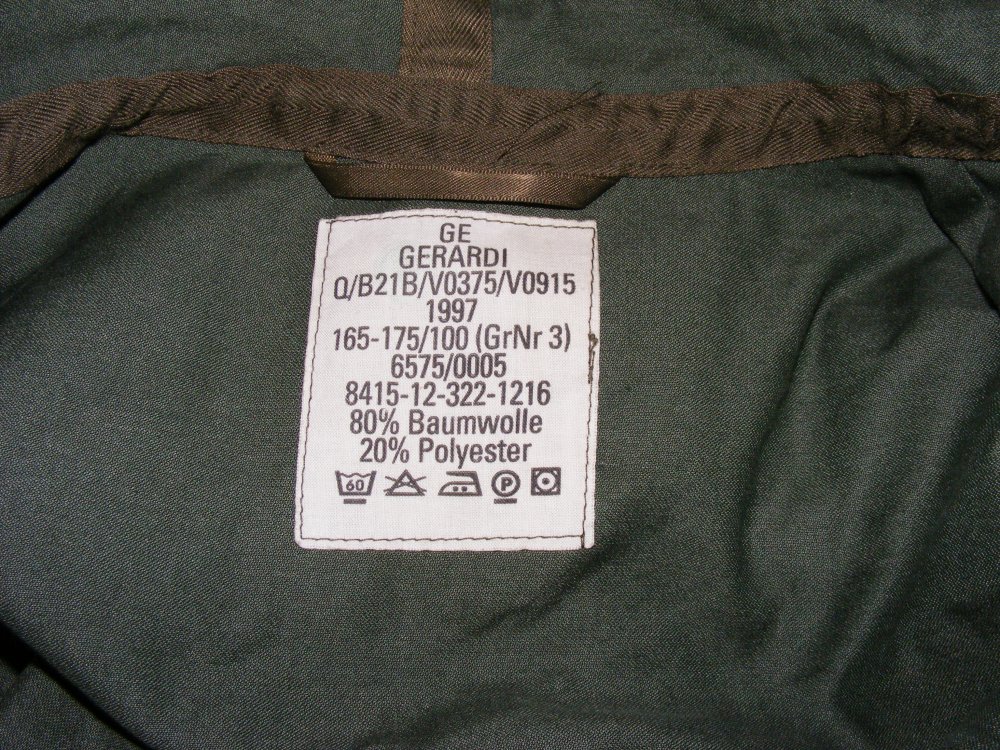 GE
GERARDI
Q/B21B/V0375/V0915
1997
165-175/100 (GrNr 3)
6575/0005
8415-12-322-1216
80% Baumwolle
20% Polyester
60 P